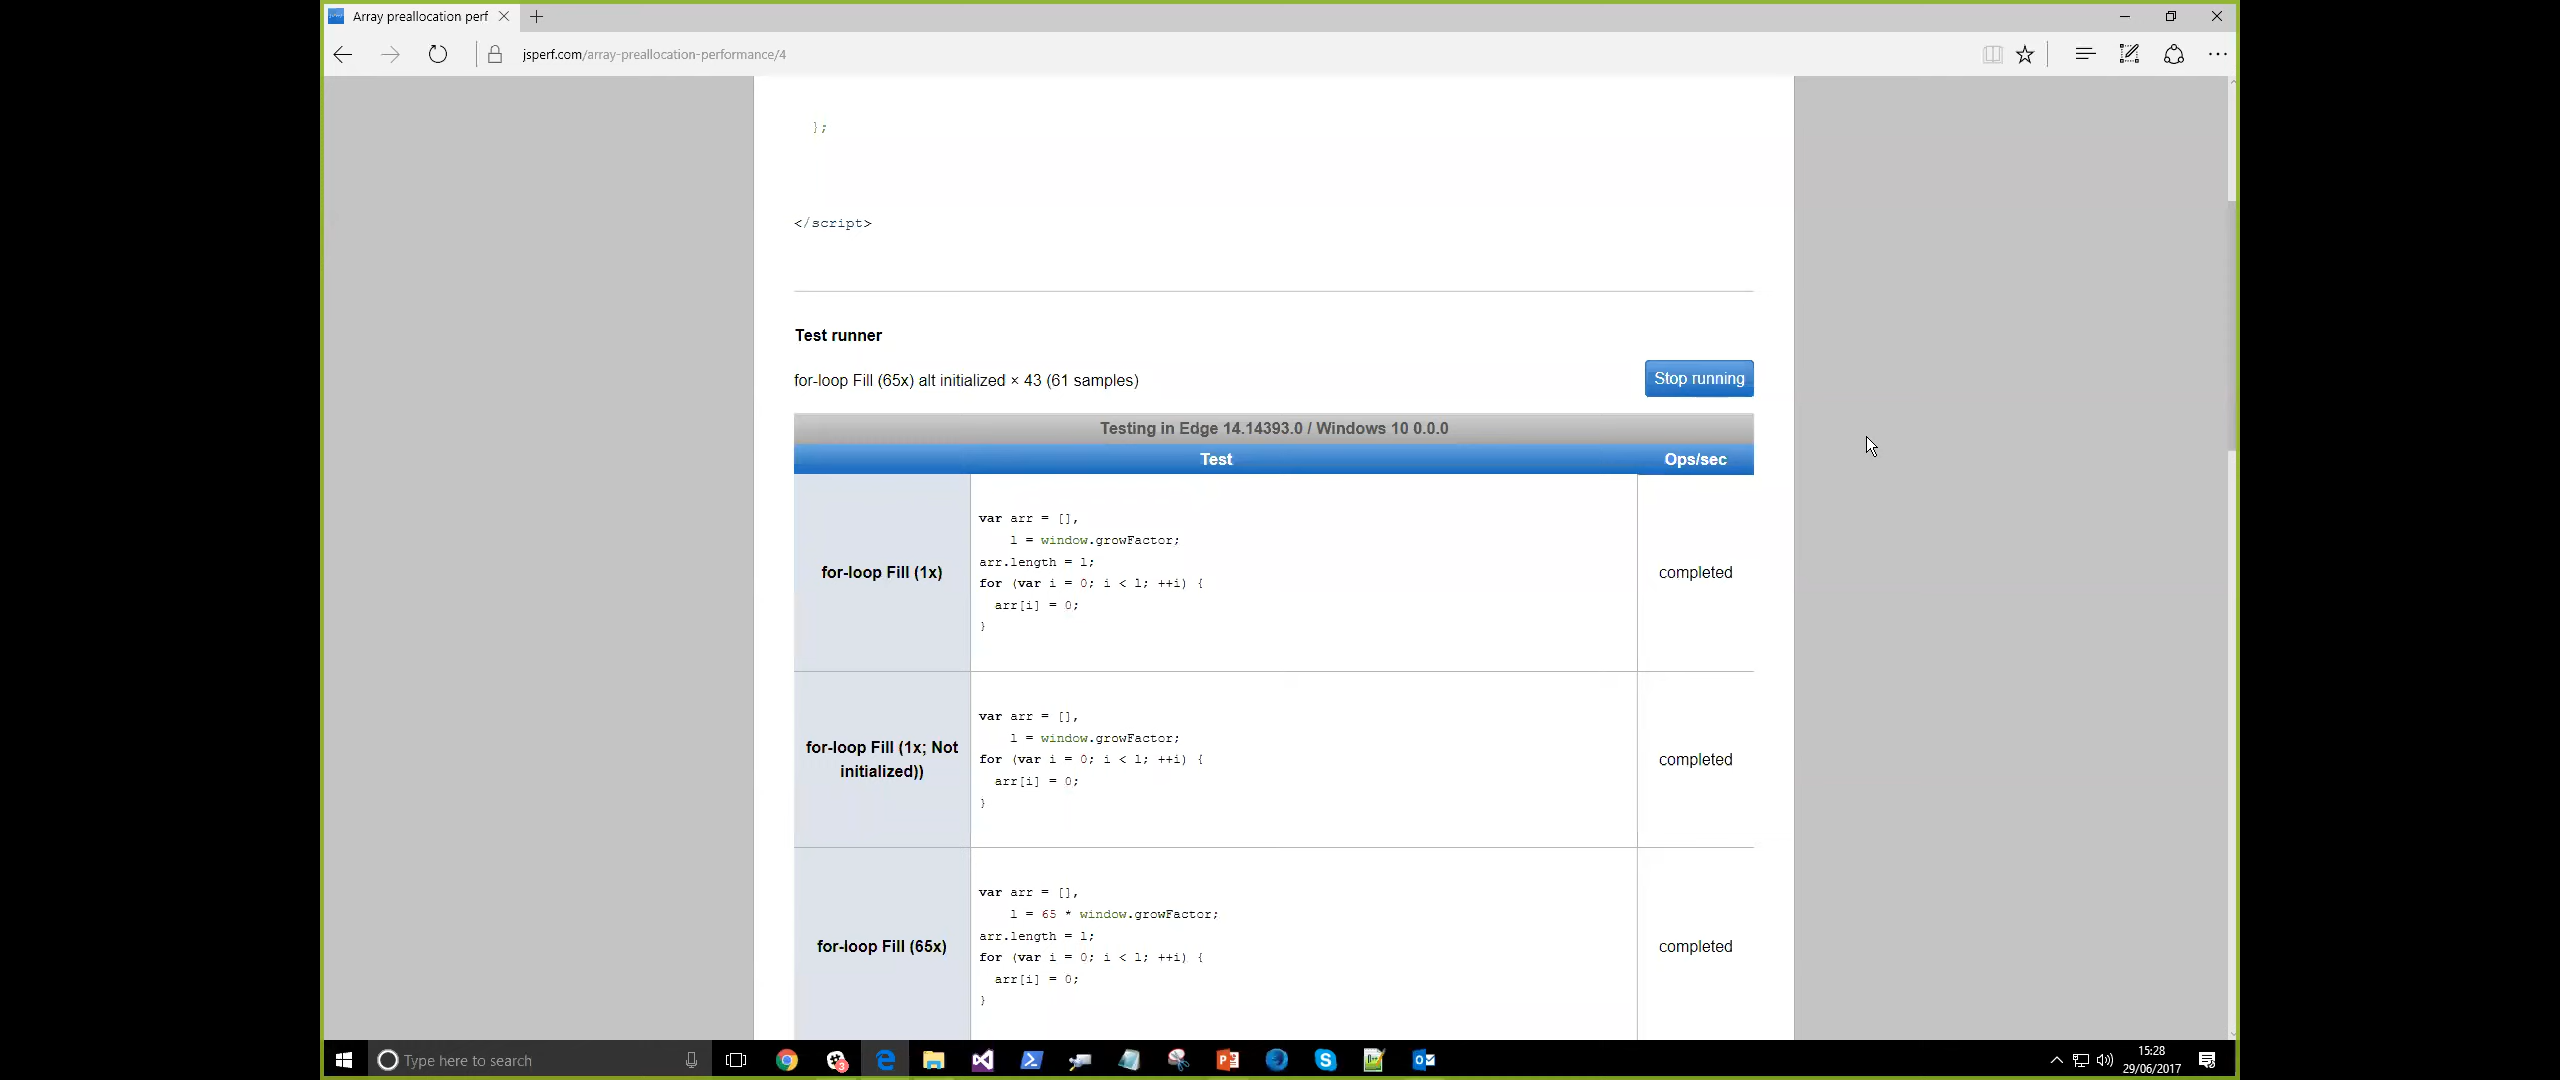 Array preallocation perf
jsperf.com/array-preallocation-performance/4
};
</script>
Test runner
for-loop Fill (65x) alt initialized × 43 (61 samples)
Stop running
Testing in Edge 14.14393.0 / Windows 10 0.0.0
Test Ops/sec
for-loop Fill (1x)
var arr = [],
l = window.growFactor;
arr.length = l;
for (var i = 0; i < l; ++i) {
arr[i] = 0;
}
completed
for-loop Fill (1x; Not
initialized))
var arr = [],
l = window.growFactor;
for (var i = 0; i < l; ++i) {
arr[i] = 0;
}
completed
for-loop Fill (65x)
var arr = [],
l = 65 * window.growFactor;
arr.length = l;
for (var i = 0; i < l; ++i) {
arr[i] = 0;
}
completed
Type here to search
3
15:28
29/06/2017